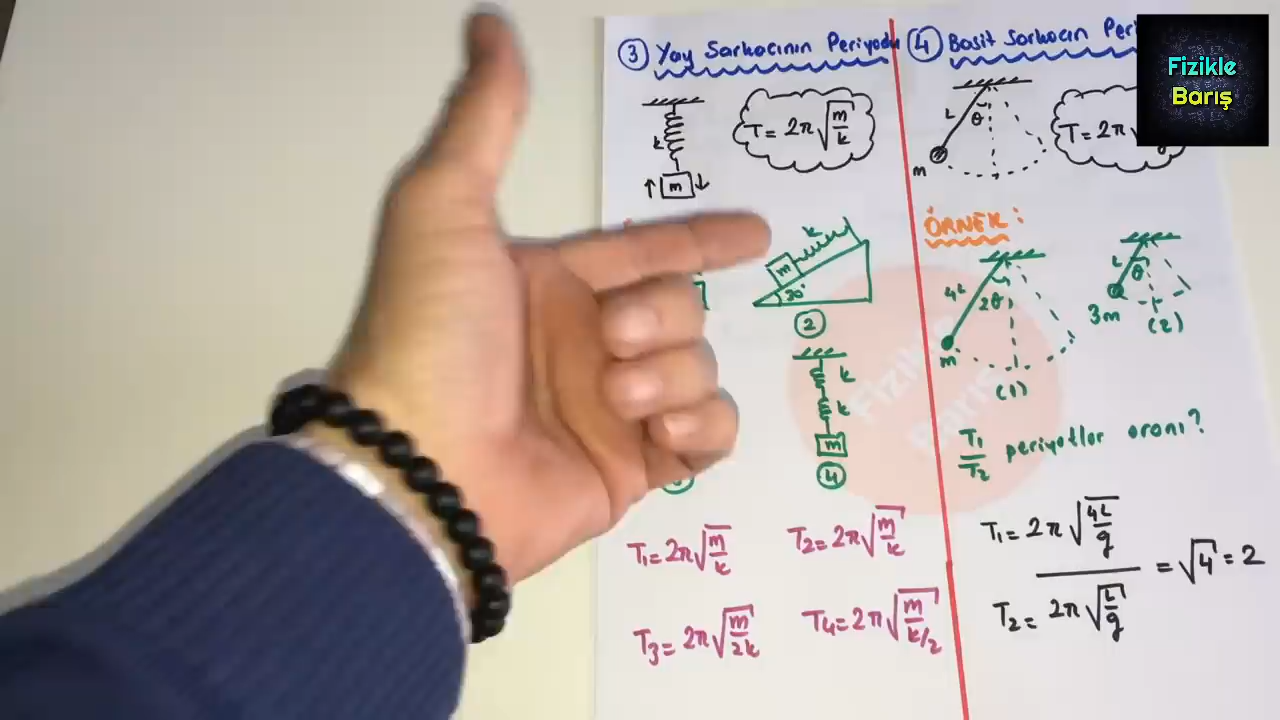 3 Yay Sarkacının Periyodu
k
m
T = 2π√m/k
k
m
30°
2
k
k
m
4
T1 = 2π√m/k
T2 = 2π√m/k
T3 = 2π√m/2k
T4 = 2π√m/k/2
4 Basit Sarkacın
L
θ
m
T = 2π
ÖRNEK:
4L
2θ
m
(1)
L
θ
3m
(2)
T1/T2 periyotlar oranı?
T1 = 2π√4L/g
T2 = 2π√L/g
= √4 = 2
Fizikle
Barış